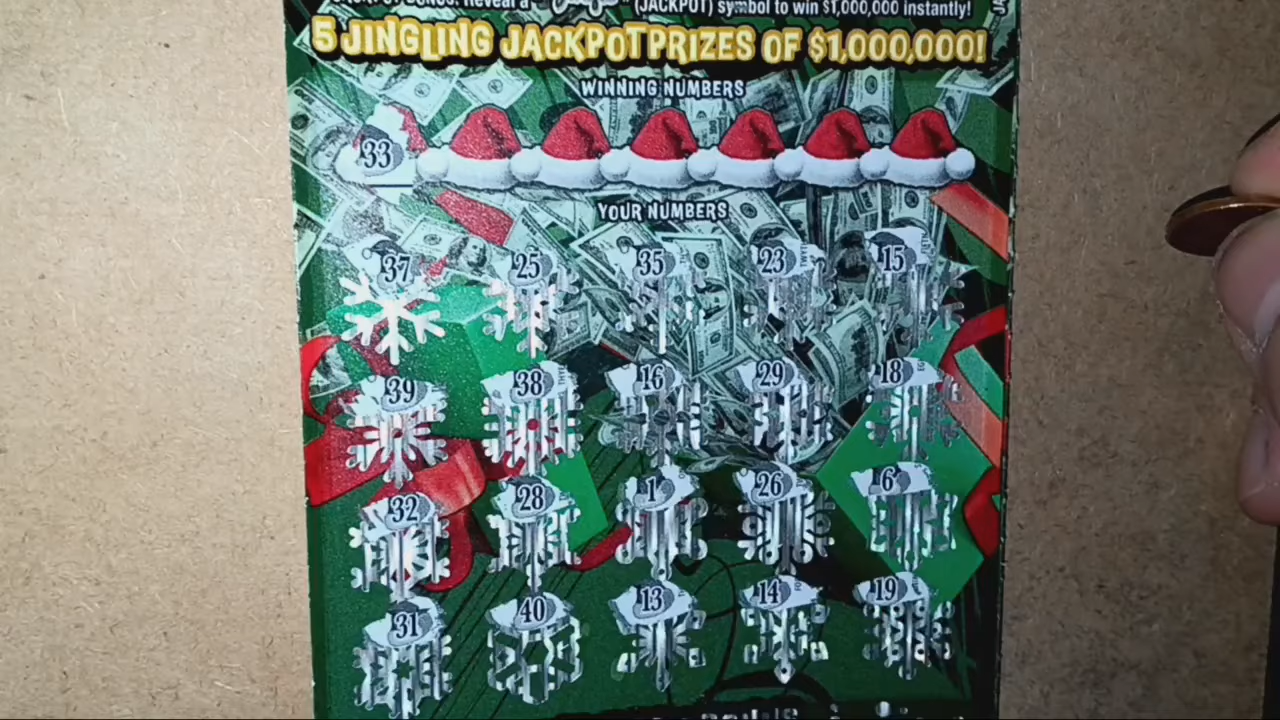 (JACKPOT) symbol to win $1,000,000 instantly!
5 JINGLING JACKPOT PRIZES OF $1,000,000!
WINNING NUMBERS
33
YOUR NUMBERS
37 25 35 23 15
39 38 16 29 18
32 28 1 26 6
31 40 13 14 19